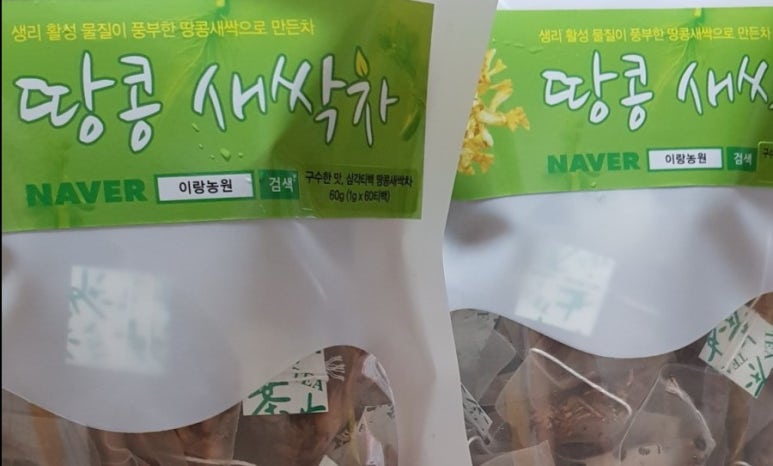 생리 활성 물질이 풍부한 땅콩새싹으로 만든차
땅콩 새싹차
NAVER 이랑농원 검색
구수한 맛, 삼각티백 땅콩새싹차
60g (1g x 60티백)
생리 활성 물질이 풍부한 땅콩새싹으로 만든차
땅콩 새싹
NAVER 이랑농원 검색
茶
TEA
茶
TEA